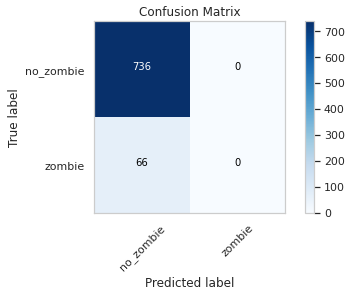 Confusion Matrix
True label
no_zombie
736
0
zombie
66
0
no_zombie
zombie
Predicted label
700
600
500
400
300
200
100
0